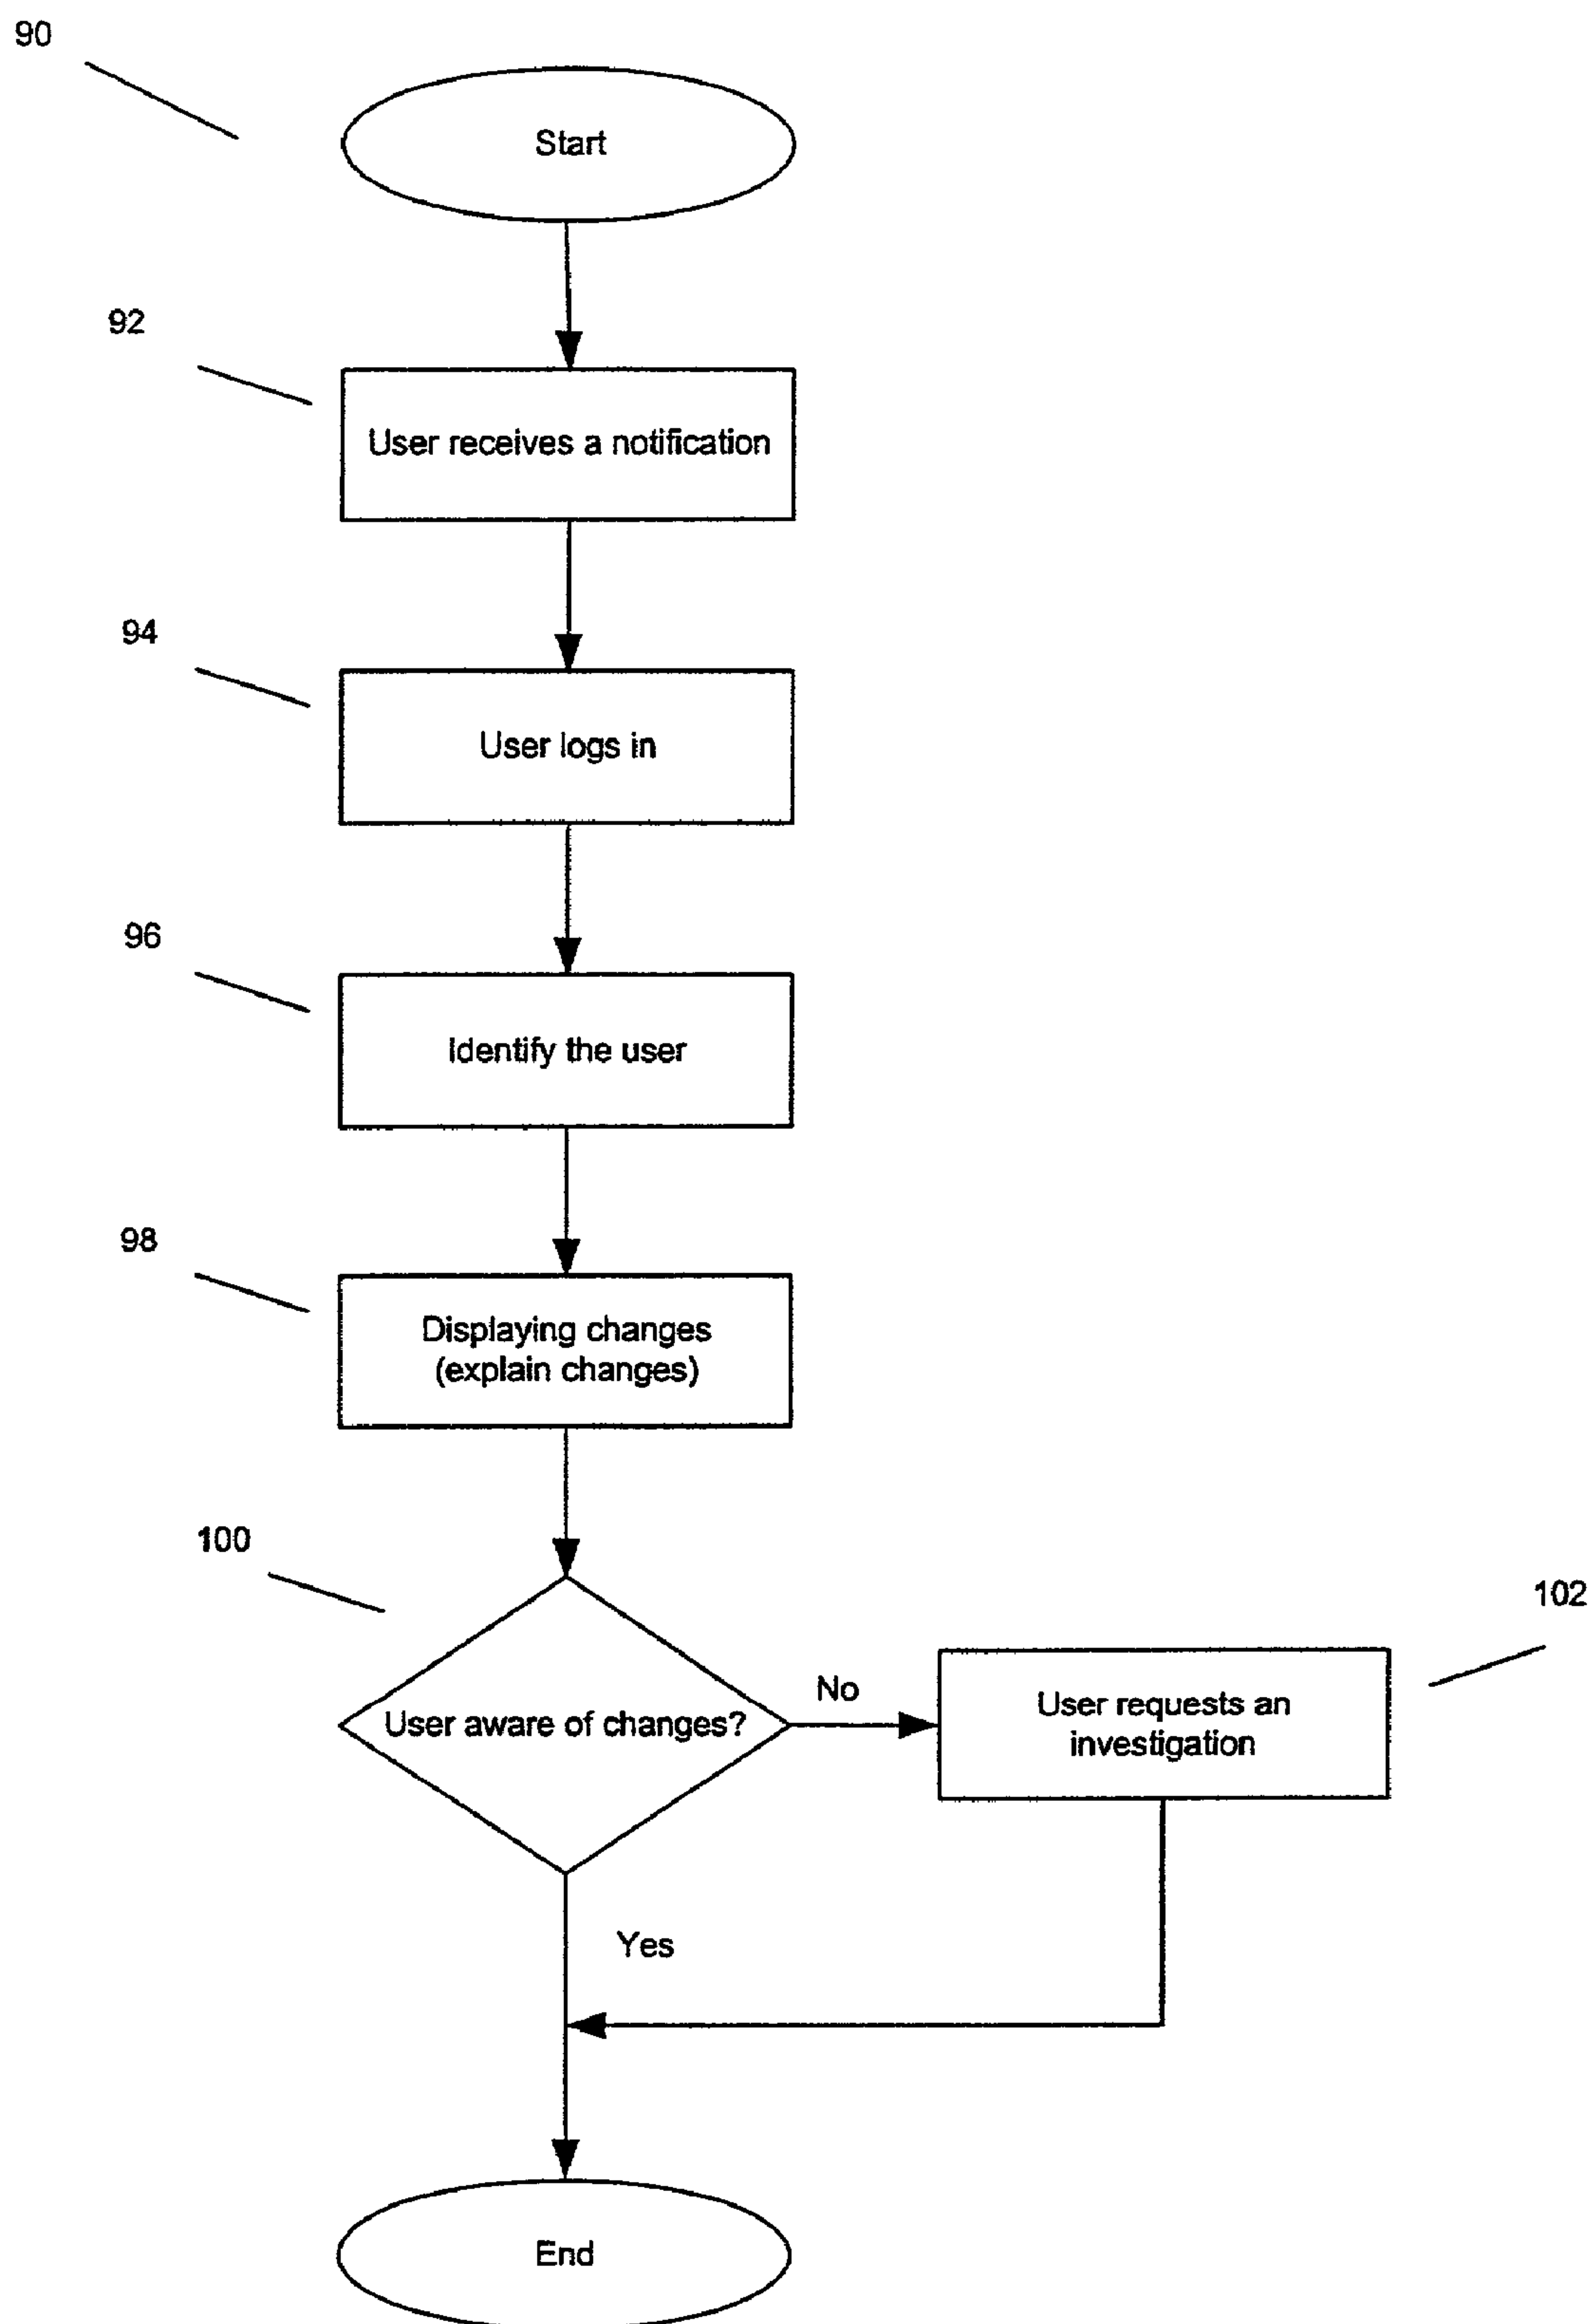 90
Start
92
User receives a notification
94
User logs in
96
Identify the user
98
Displaying changes
(explain changes)
100
User aware of changes?
No
102
User requests an
investigation
Yes
End